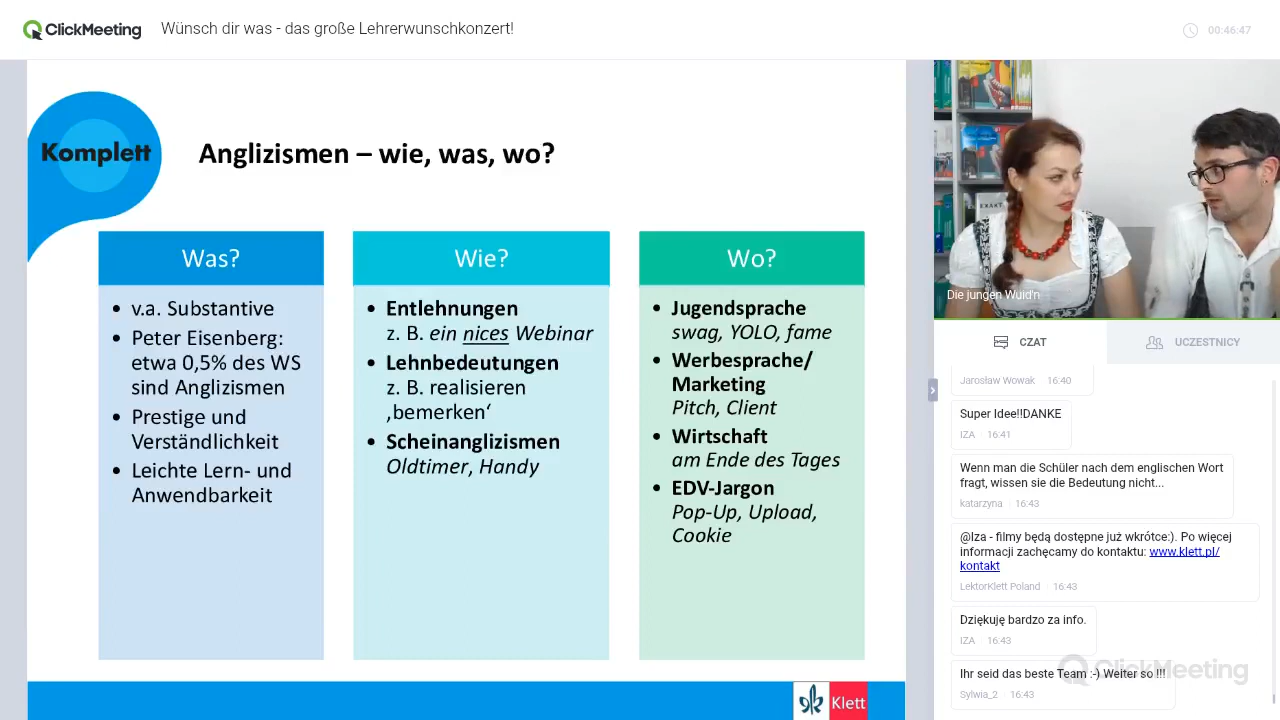 ClickMeeting
Wünsch dir was - das große Lehrerwunschkonzert!
00:46:47
Komplett
Anglizismen – wie, was, wo?
Was?
• v.a. Substantive
• Peter Eisenberg:
etwa 0,5% des WS
sind Anglizismen
• Prestige und
Verständlichkeit
• Leichte Lern- und
Anwendbarkeit
Wie?
• Entlehnungen
z. B. ein nices Webinar
• Lehnbedeutungen
z. B. realisieren
‚bemerken‘
• Scheinanglizismen
Oldtimer, Handy
Wo?
• Jugendsprache
swag, YOLO, fame
• Werbesprache/
Marketing
Pitch, Client
• Wirtschaft
am Ende des Tages
• EDV-Jargon
Pop-Up, Upload,
Cookie
Klett
EXAKT
Die jungen Wuid'n
CZAT
UCZESTNICY
Jarosław Wowak · 16:40
Super Idee!!DANKE
IZA · 16:41
Wenn man die Schüler nach dem englischen Wort
fragt, wissen sie die Bedeutung nicht...
katarzyna · 16:43
@Iza - filmy będą dostępne już wkrótce:). Po więcej
informacji zachęcamy do kontaktu: www.klett.pl/
kontakt
LektorKlett Poland · 16:43
Dziękuję bardzo za info.
IZA · 16:43
Ihr seid das beste Team :-) Weiter so !!!
Sylwia_2 · 16:43
ClickMeeting